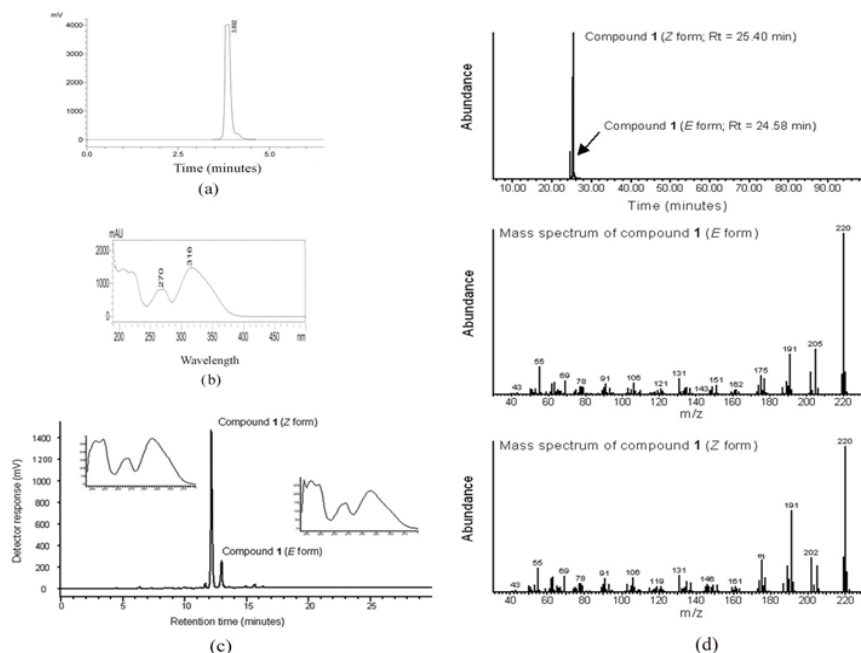 mV
4000
3.892
3000
2000
1000
0
0.0 2.5 5.0
Time (minutes)
(a)
mAU
2000
1000
0
270
316
200 250 300 350 400 450 nm
Wavelength
(b)
Compound 1 (Z form)
1400
1200
1000
800
600
400
200
0
Detector response (mV)
Compound 1 (E form)
0 10 20
Retention time (minutes)
(c)
Compound 1 (Z form; Rt = 25.40 min)
Abundance
Compound 1 (E form; Rt = 24.58 min)
10.00 20.00 30.00 40.00 50.00 60.00 70.00 80.00 90.00
Time (minutes)
Mass spectrum of compound 1 (E form)
220
Abundance
205
191
175
55 69 78 91 106 121 131 143 151 162
43
40 60 80 100 120 140 160 180 200 220
m/z
Mass spectrum of compound 1 (Z form)
220
Abundance
191
202
55 69 78 91 106 119 131 146 161
43
40 60 80 100 120 140 160 180 200 220
m/z
(d)